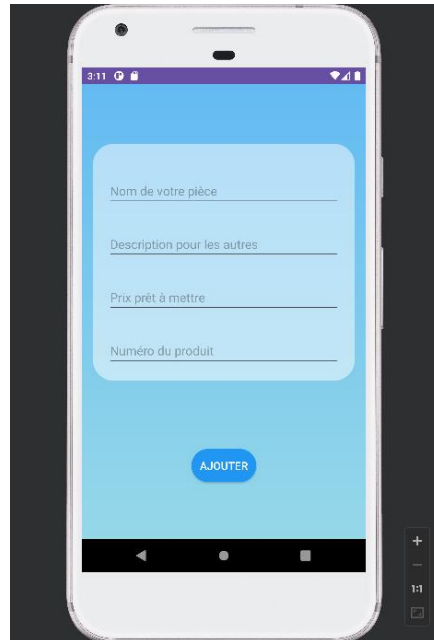 3:11
Nom de votre pièce
Description pour les autres
Prix prêt à mettre
Numéro du produit
AJOUTER
1:1